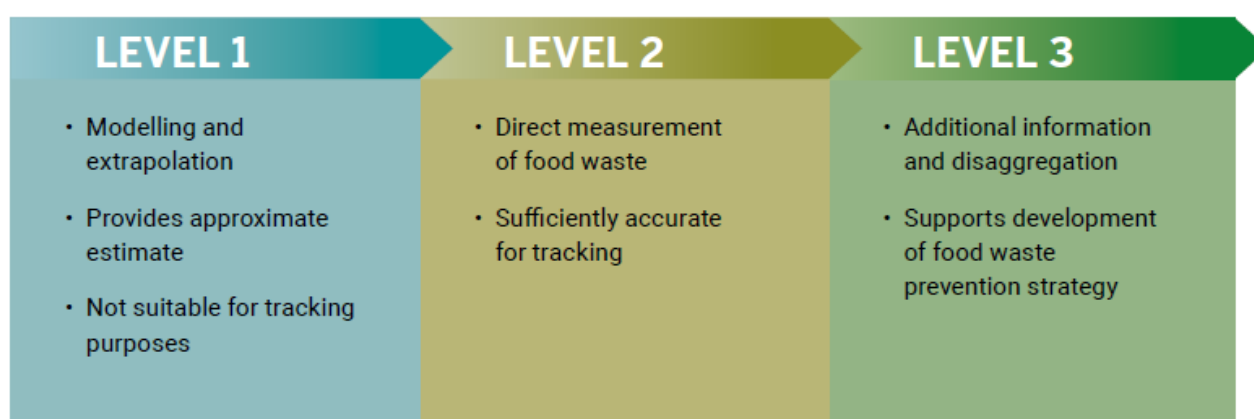 LEVEL 1
• Modelling and
extrapolation
• Provides approximate
estimate
• Not suitable for tracking
purposes
LEVEL 2
• Direct measurement
of food waste
• Sufficiently accurate
for tracking
LEVEL 3
• Additional information
and disaggregation
• Supports development
of food waste
prevention strategy